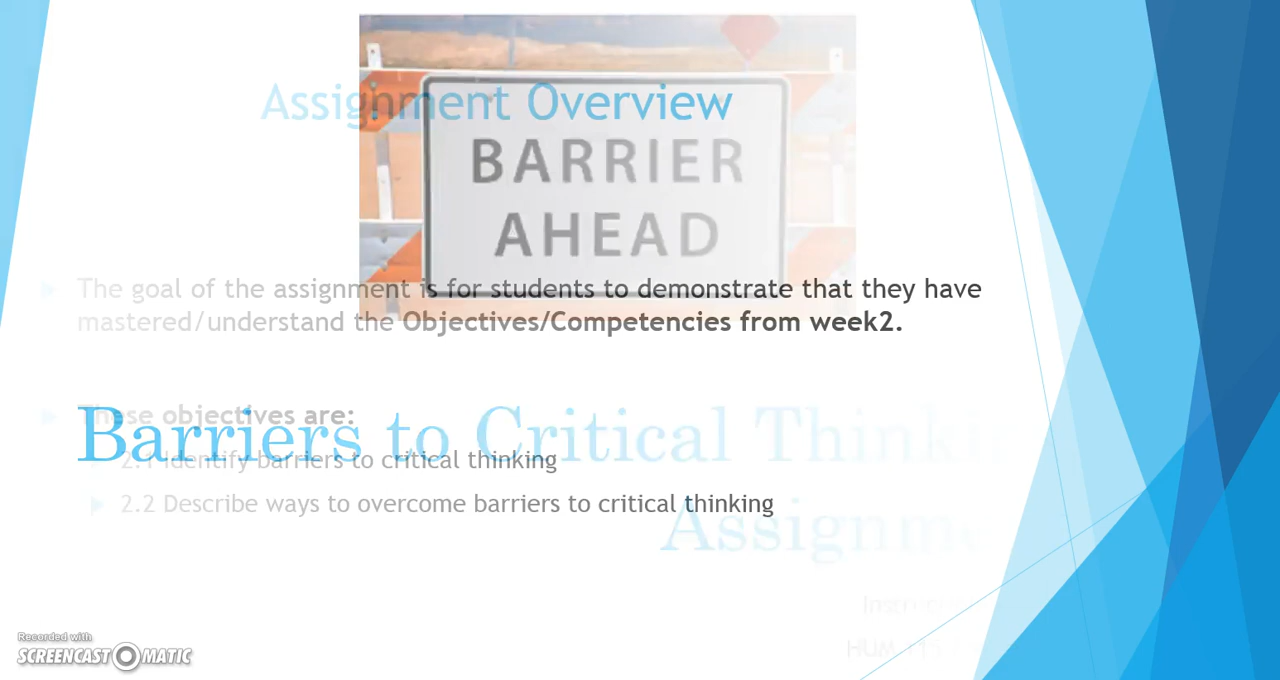 Assignment Overview
BARRIER
AHEAD
The goal of the assignment is for students to demonstrate that they have
mastered/understand the Objectives/Competencies from week2.
These objectives are:
Barriers to Critical
2.1 Identify barriers to critical thinking
2.2 Describe ways to overcome barriers to critical thinking
Recorded with
SCREENCAST MATIC